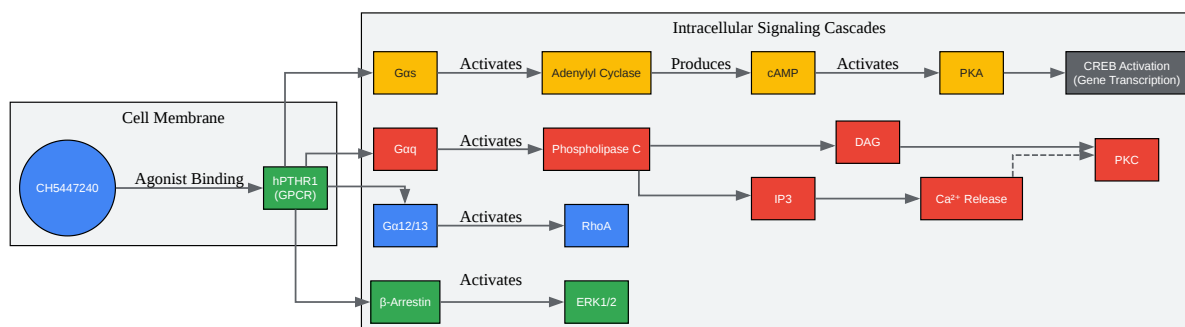 Intracellular Signaling Cascades
Gαs
Activates
Adenylyl Cyclase
Produces
cAMP
Activates
PKA
CREB Activation
(Gene Transcription)
Cell Membrane
CH5447240
Agonist Binding
hPTHR1
(GPCR)
Gαq
Activates
Phospholipase C
DAG
PKC
IP3
Ca²⁺ Release
Gα12/13
Activates
RhoA
β-Arrestin
Activates
ERK1/2